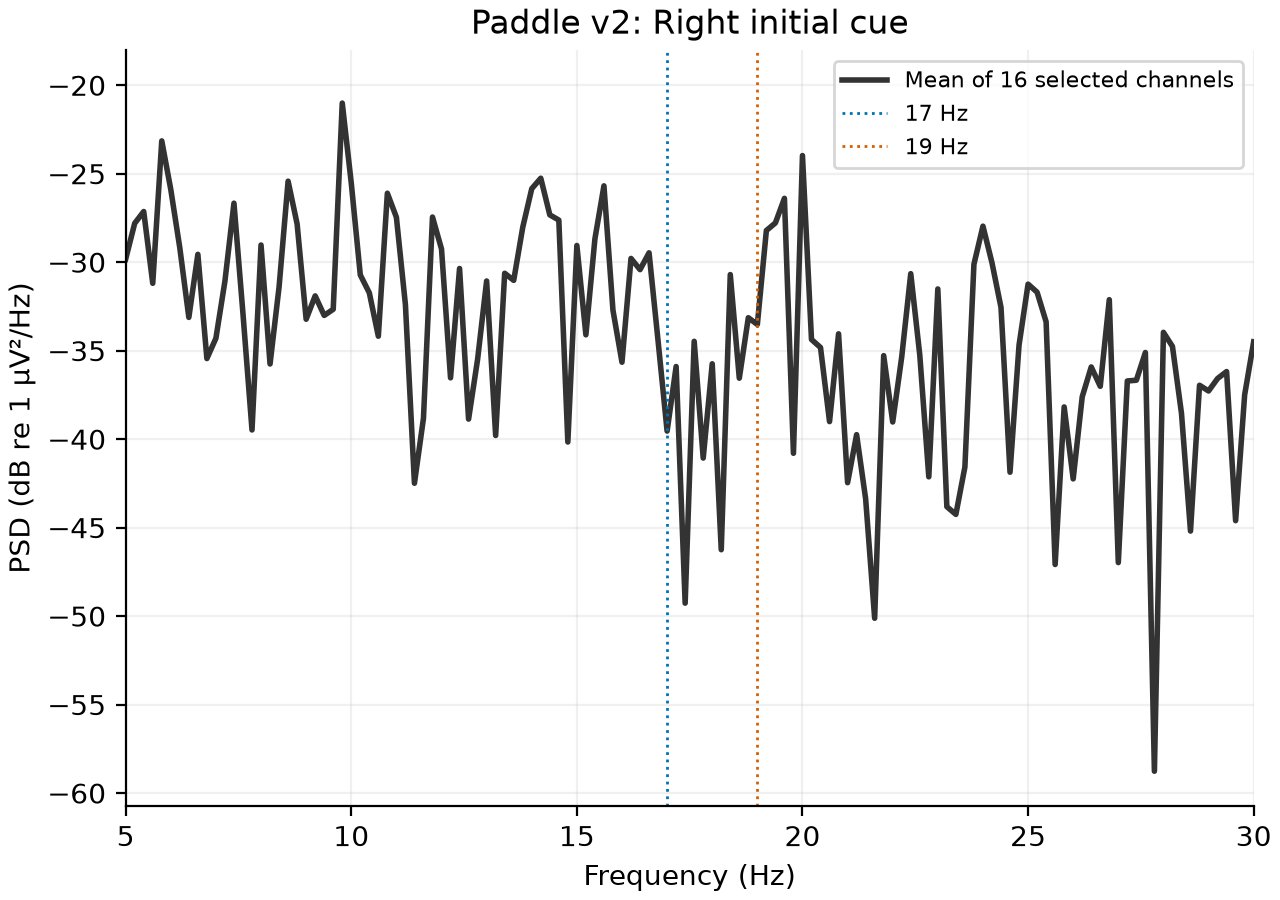 Paddle v2: Right initial cue
Mean of 16 selected channels
17 Hz
19 Hz
PSD (dB re 1 µV²/Hz)
−20
−25
−30
−35
−40
−45
−50
−55
−60
5 10 15 20 25 30
Frequency (Hz)